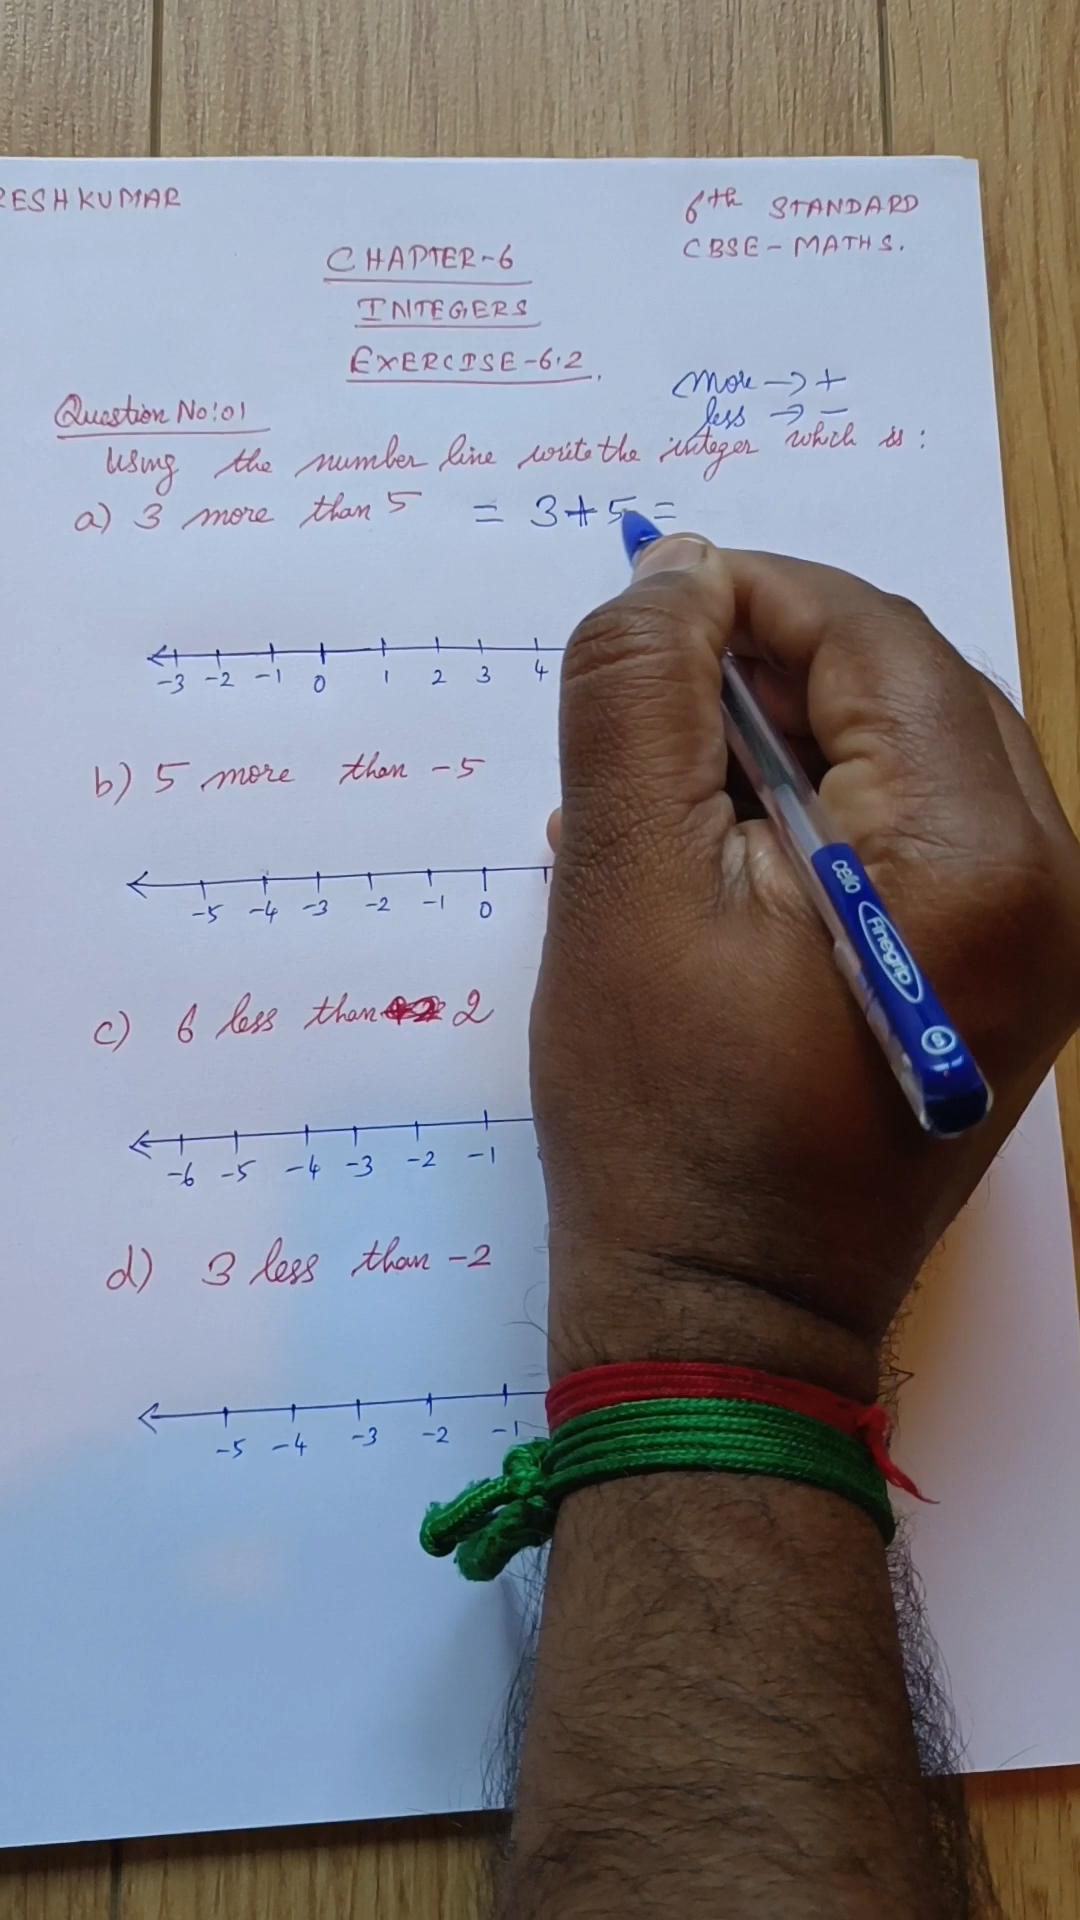 RESHKUMAR
6th STANDARD
CBSE-MATHS.
CHAPTER-6
INTEGERS
EXERCISE-6.2.
more → +
less → -
Question No:01
Using the number line write the integer which is:
a) 3 more than 5 = 3+5 =
-3 -2 -1 0 1 2 3 4
b) 5 more than -5
-5 -4 -3 -2 -1 0
c) 6 less than 2
-6 -5 -4 -3 -2 -1
d) 3 less than -2
-5 -4 -3 -2 -1
cello
Finegrip